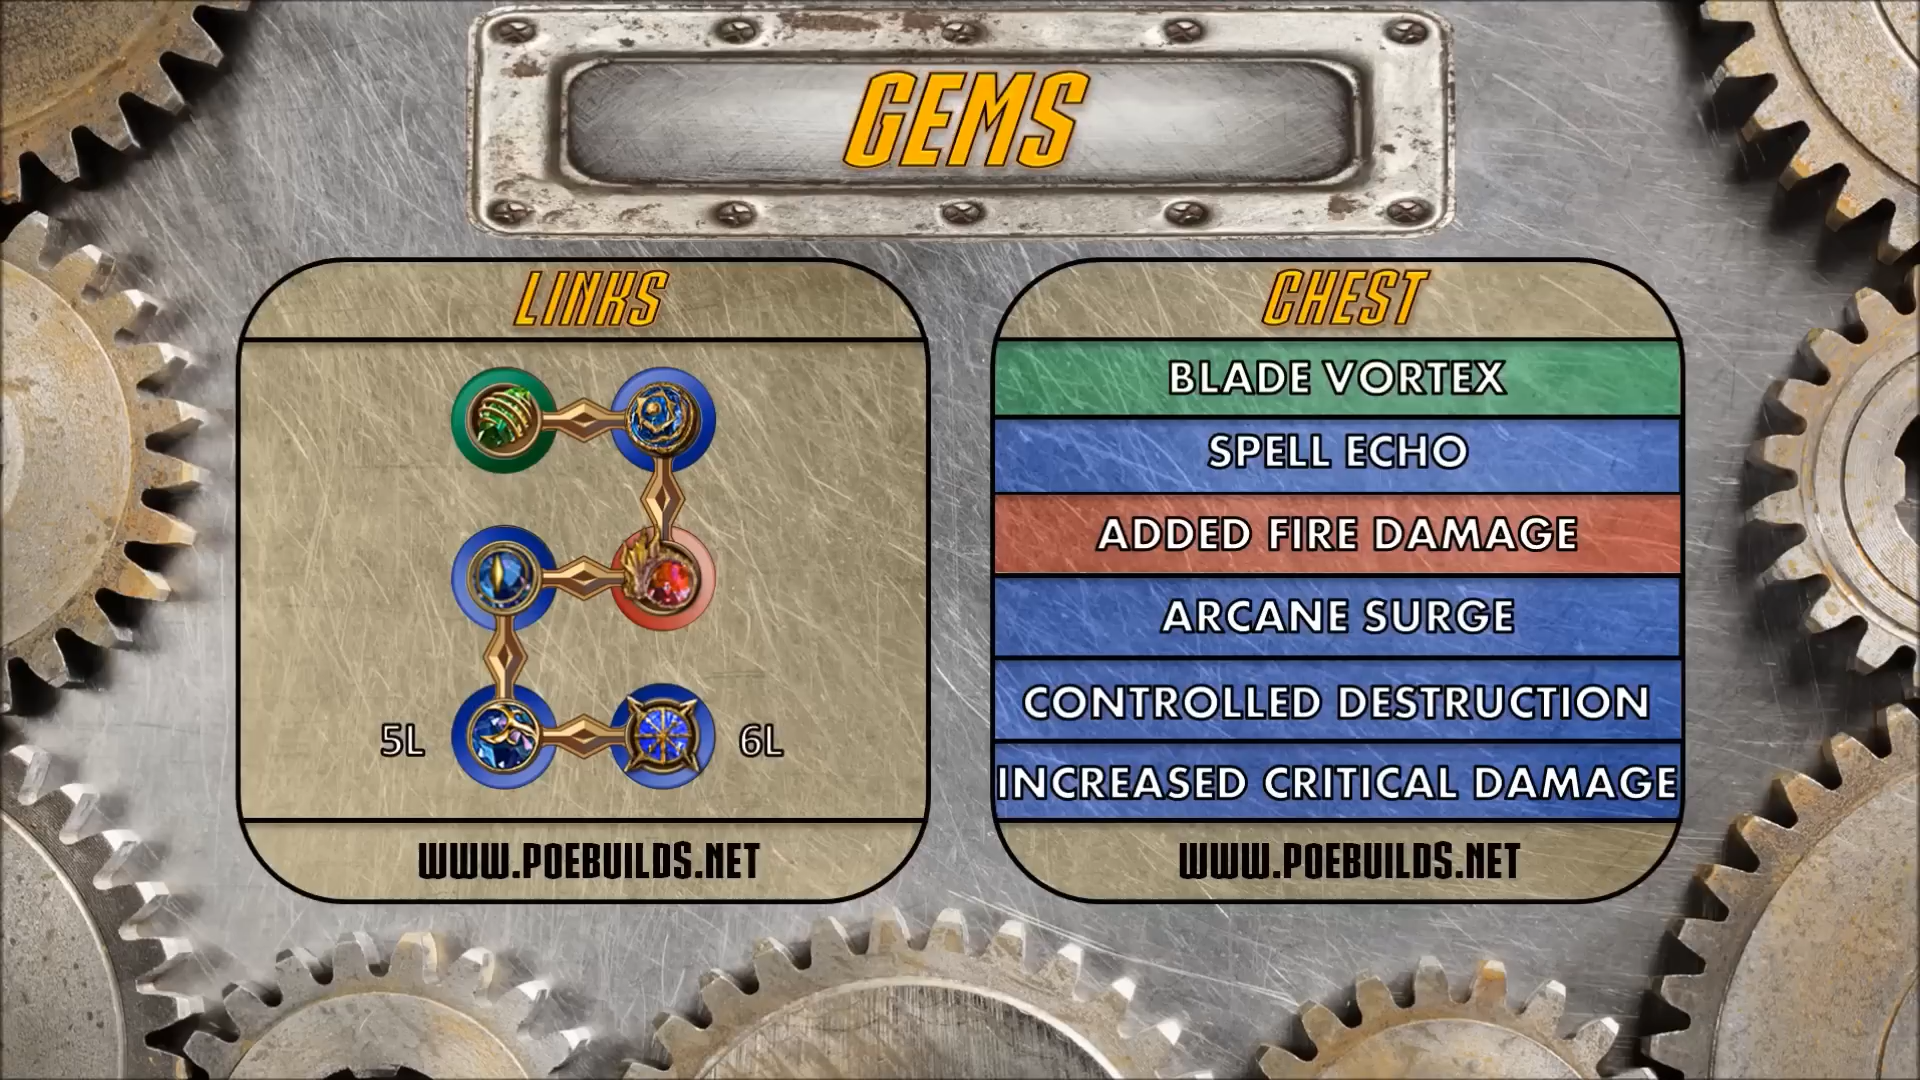 GEMS
LINKS
5L
6L
WWW.POEBUILDS.NET
CHEST
BLADE VORTEX
SPELL ECHO
ADDED FIRE DAMAGE
ARCANE SURGE
CONTROLLED DESTRUCTION
INCREASED CRITICAL DAMAGE
WWW.POEBUILDS.NET